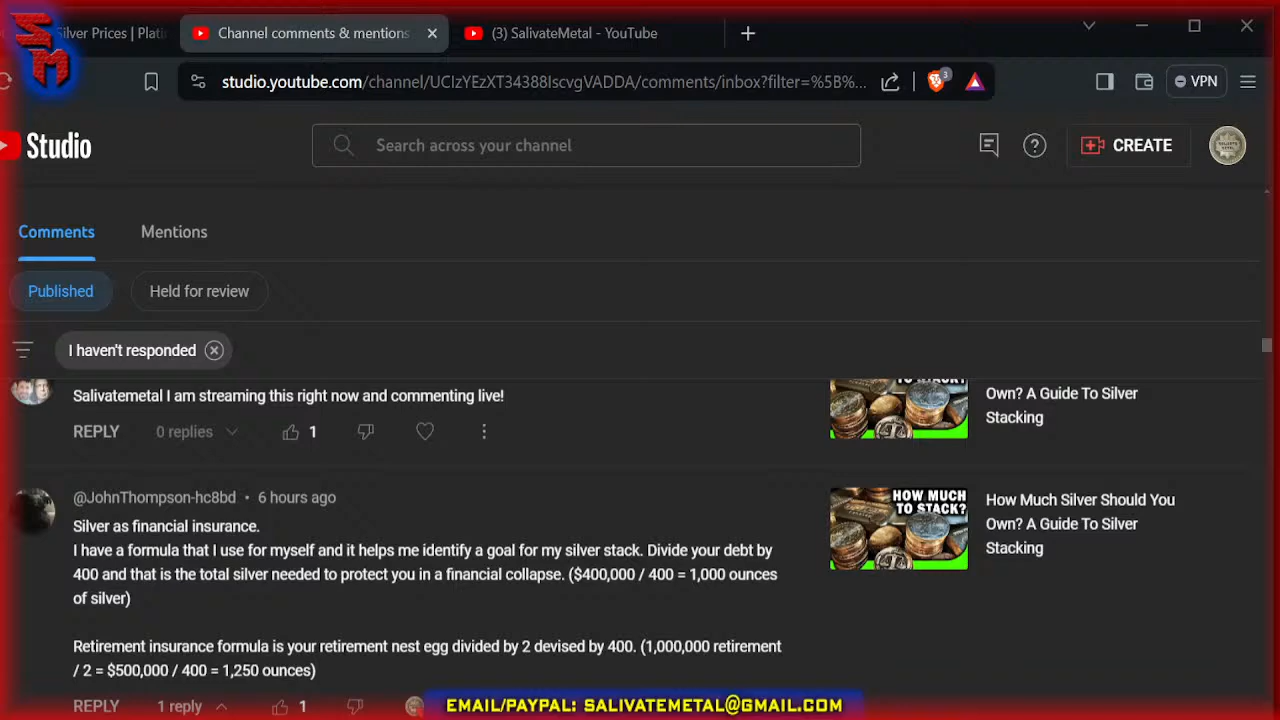 SM
Silver Prices | Plati
Channel comments & mentions
(3) SalivateMetal - YouTube
studio.youtube.com/channel/UCIzYEzXT34388IscvgVADDA/comments/inbox?filter=%5B%...
3
VPN
Studio
Search across your channel
CREATE
Comments
Mentions
Published
Held for review
I haven't responded
Salivatemetal I am streaming this right now and commenting live!
Own? A Guide To Silver
Stacking
REPLY
0 replies
1
@JohnThompson-hc8bd • 6 hours ago
Silver as financial insurance.
I have a formula that I use for myself and it helps me identify a goal for my silver stack. Divide your debt by
400 and that is the total silver needed to protect you in a financial collapse. ($400,000 / 400 = 1,000 ounces
of silver)
Retirement insurance formula is your retirement nest egg divided by 2 devised by 400. (1,000,000 retirement
/ 2 = $500,000 / 400 = 1,250 ounces)
HOW MUCH
TO STACK?
How Much Silver Should You
Own? A Guide To Silver
Stacking
REPLY
1 reply
1
EMAIL/PAYPAL: SALIVATEMETAL@GMAIL.COM